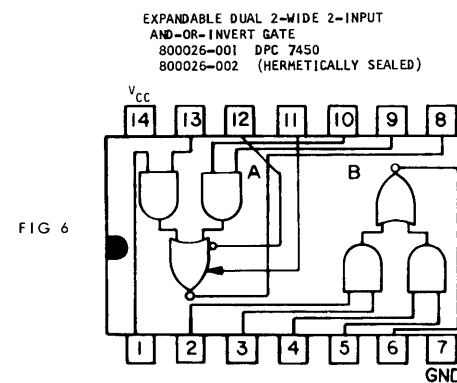 EXPANDABLE DUAL 2-WIDE 2-INPUT
AND-OR-INVERT GATE
800026-001 DPC 7450
800026-002 (HERMETICALLY SEALED)
VCC
14 13 12 11 10 9 8
A B
FIG 6
1 2 3 4 5 6 7
GND